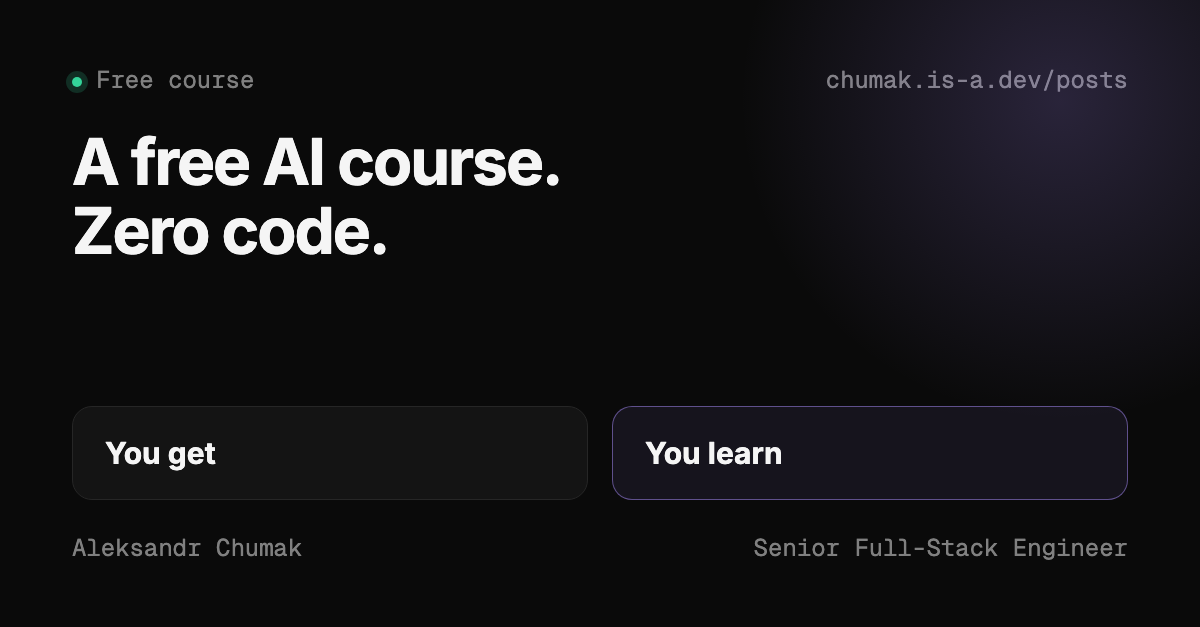 Free course
chumak.is-a.dev/posts
A free AI course.
Zero code.
You get
You learn
Aleksandr Chumak
Senior Full-Stack Engineer